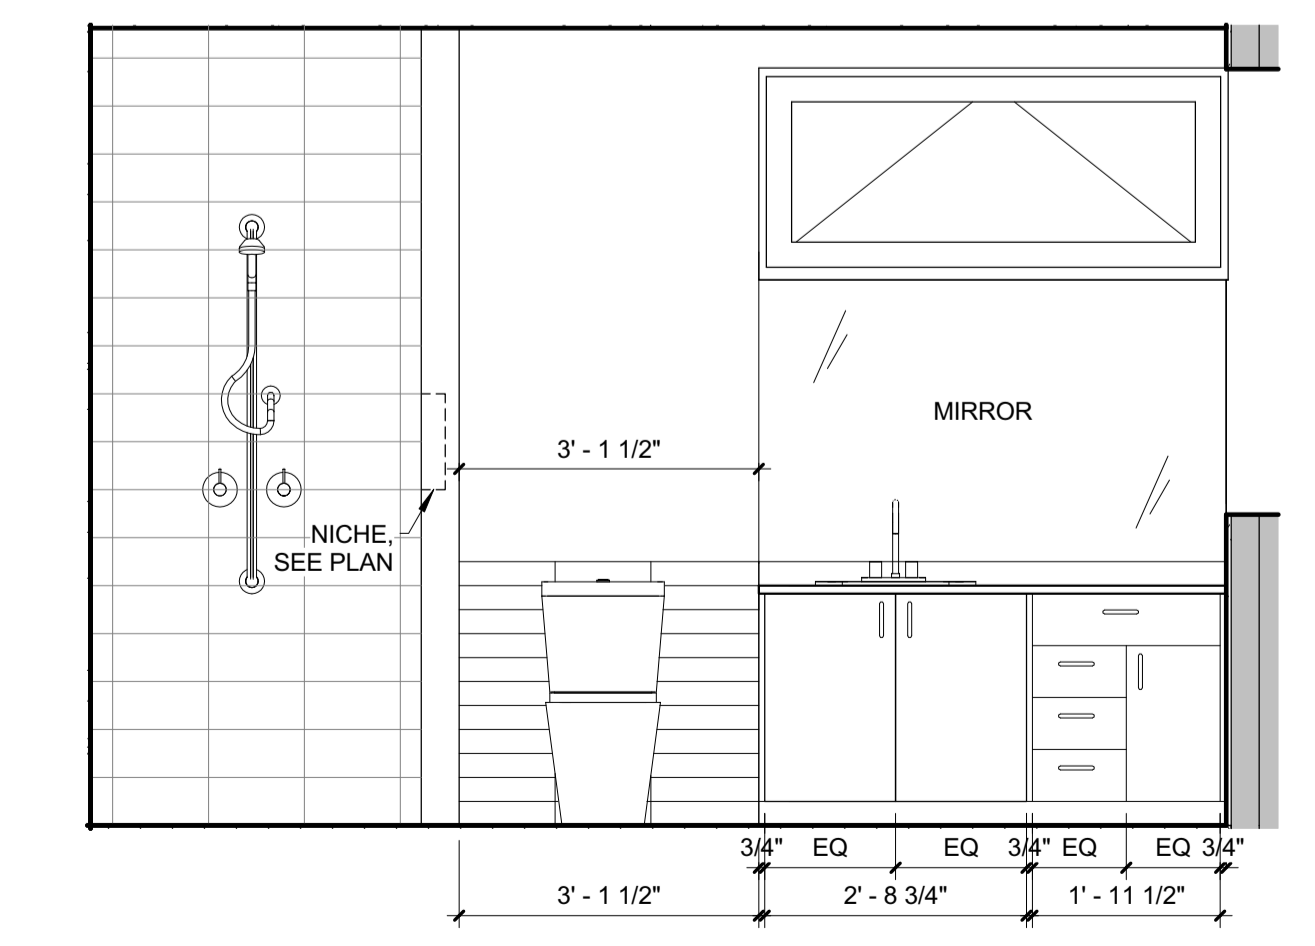 MIRROR
3' - 1 1/2"
NICHE,
SEE PLAN
3/4" EQ EQ 3/4" EQ EQ 3/4"
3' - 1 1/2" 2' - 8 3/4" 1' - 11 1/2"